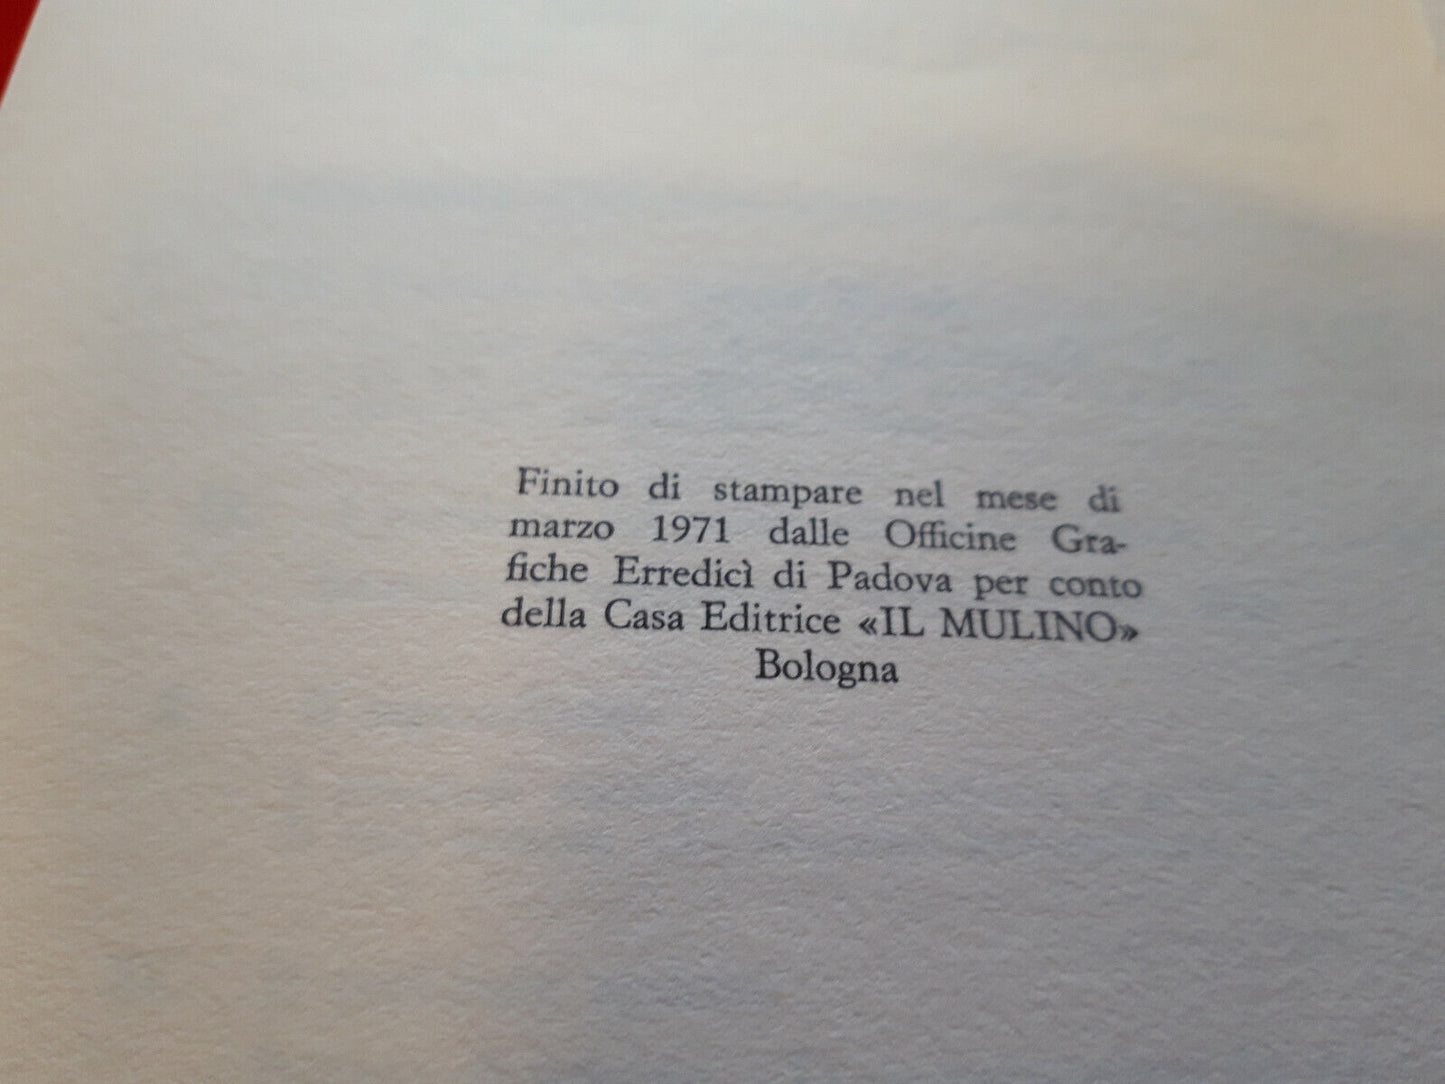 Finito di stampare nel mese di
marzo 1971 dalle Officine Gra-
fiche Erredicì di Padova per conto
della Casa Editrice «IL MULINO»
Bologna